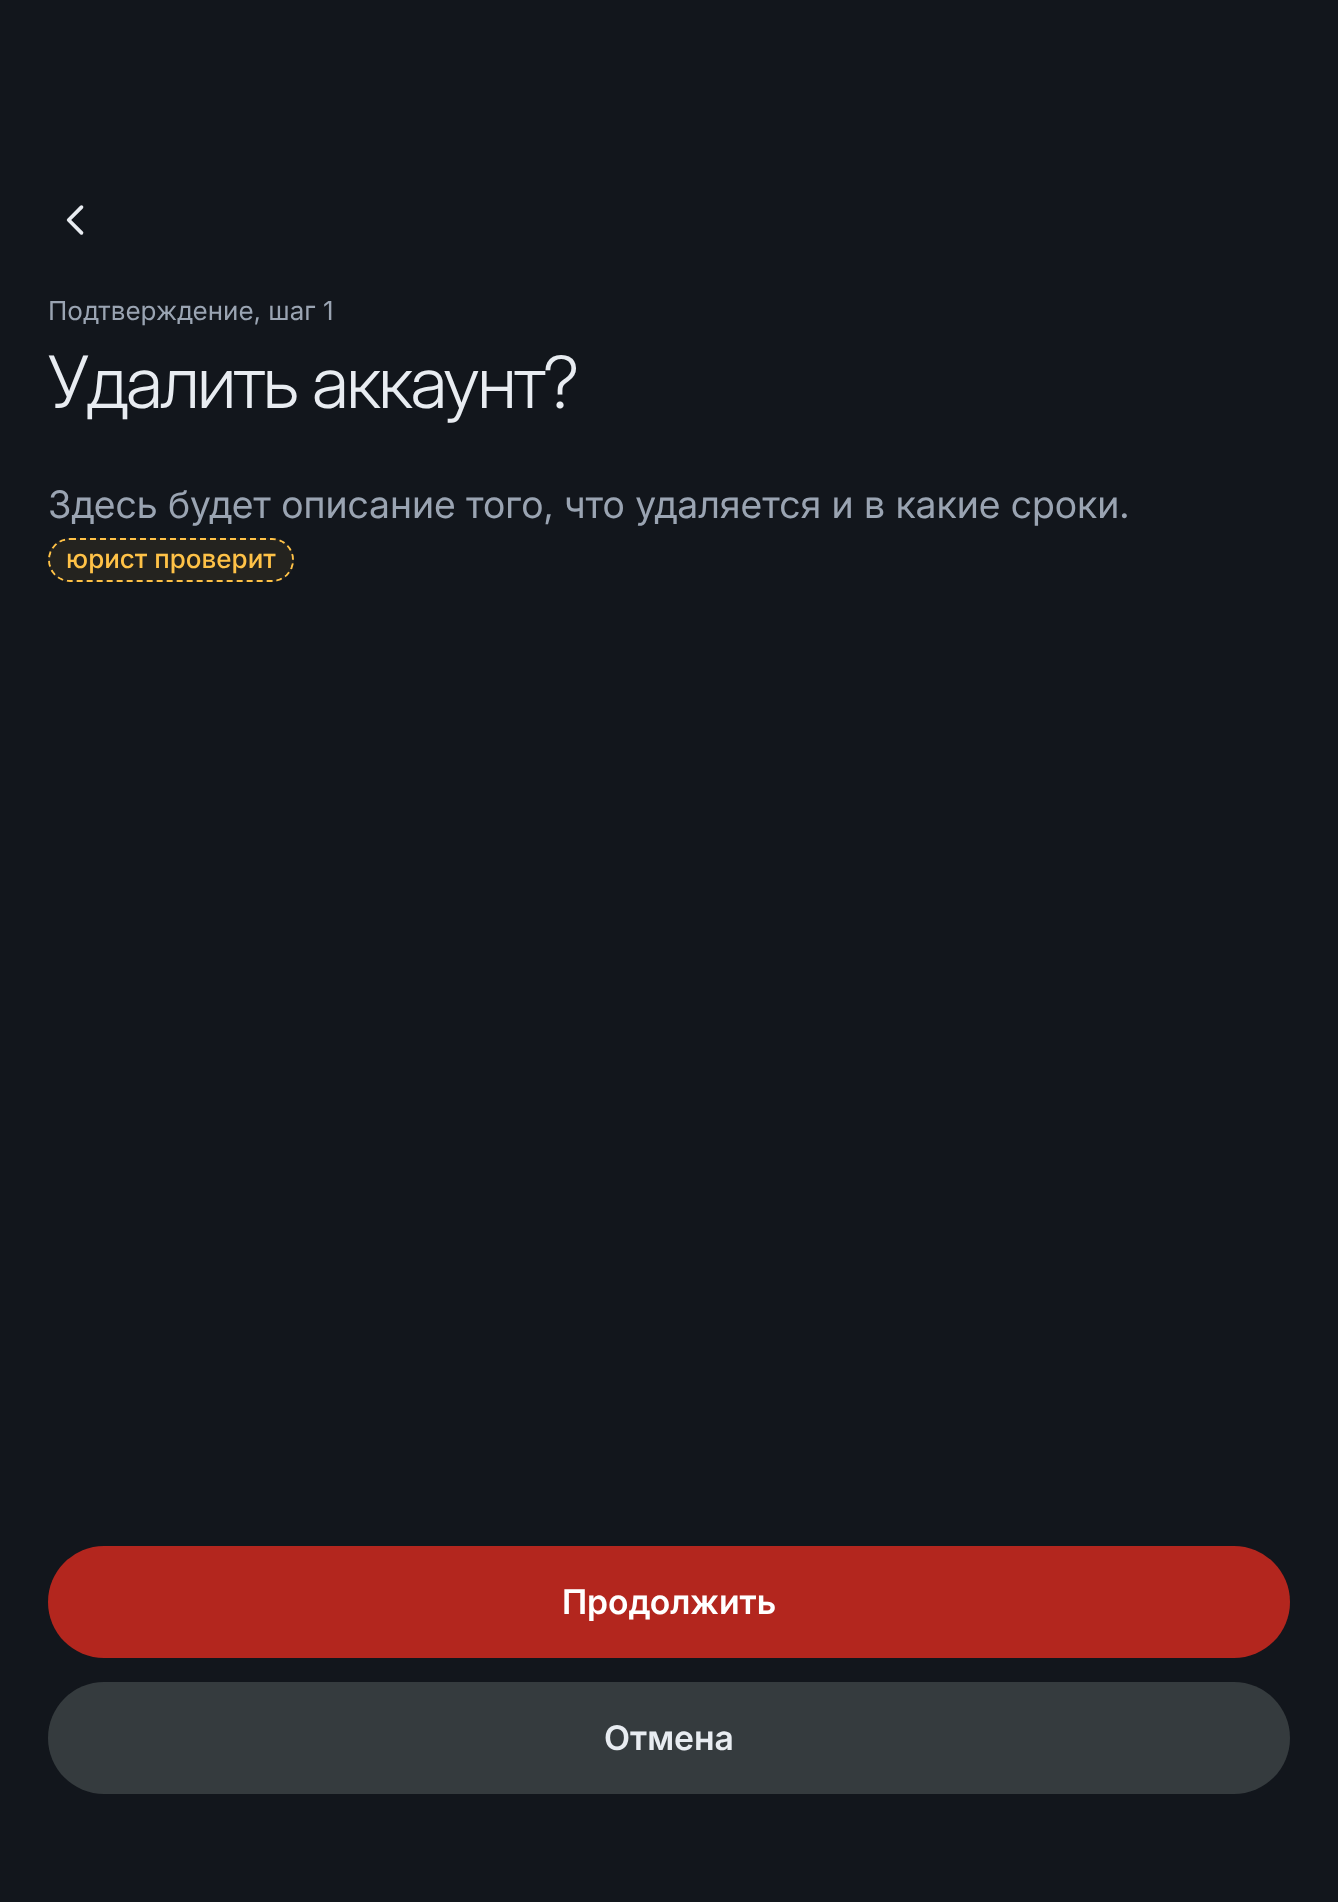 Подтверждение, шаг 1
Удалить аккаунт?
Здесь будет описание того, что удаляется и в какие сроки.
юрист проверит
Продолжить
Отмена